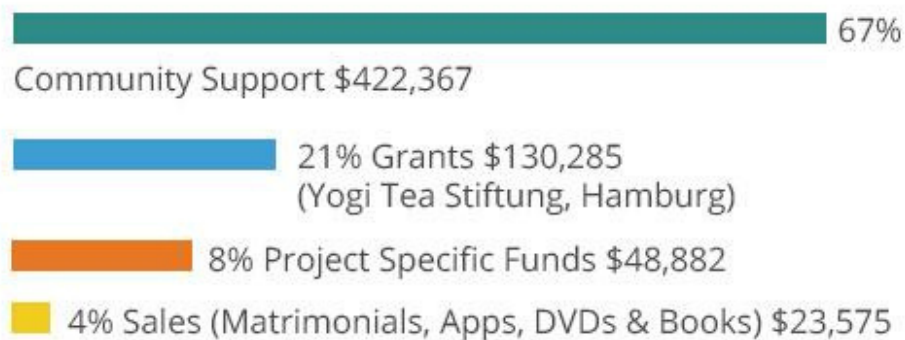 67%
Community Support $422,367
21% Grants $130,285
(Yogi Tea Stiftung, Hamburg)
8% Project Specific Funds $48,882
4% Sales (Matrimonials, Apps, DVDs & Books) $23,575